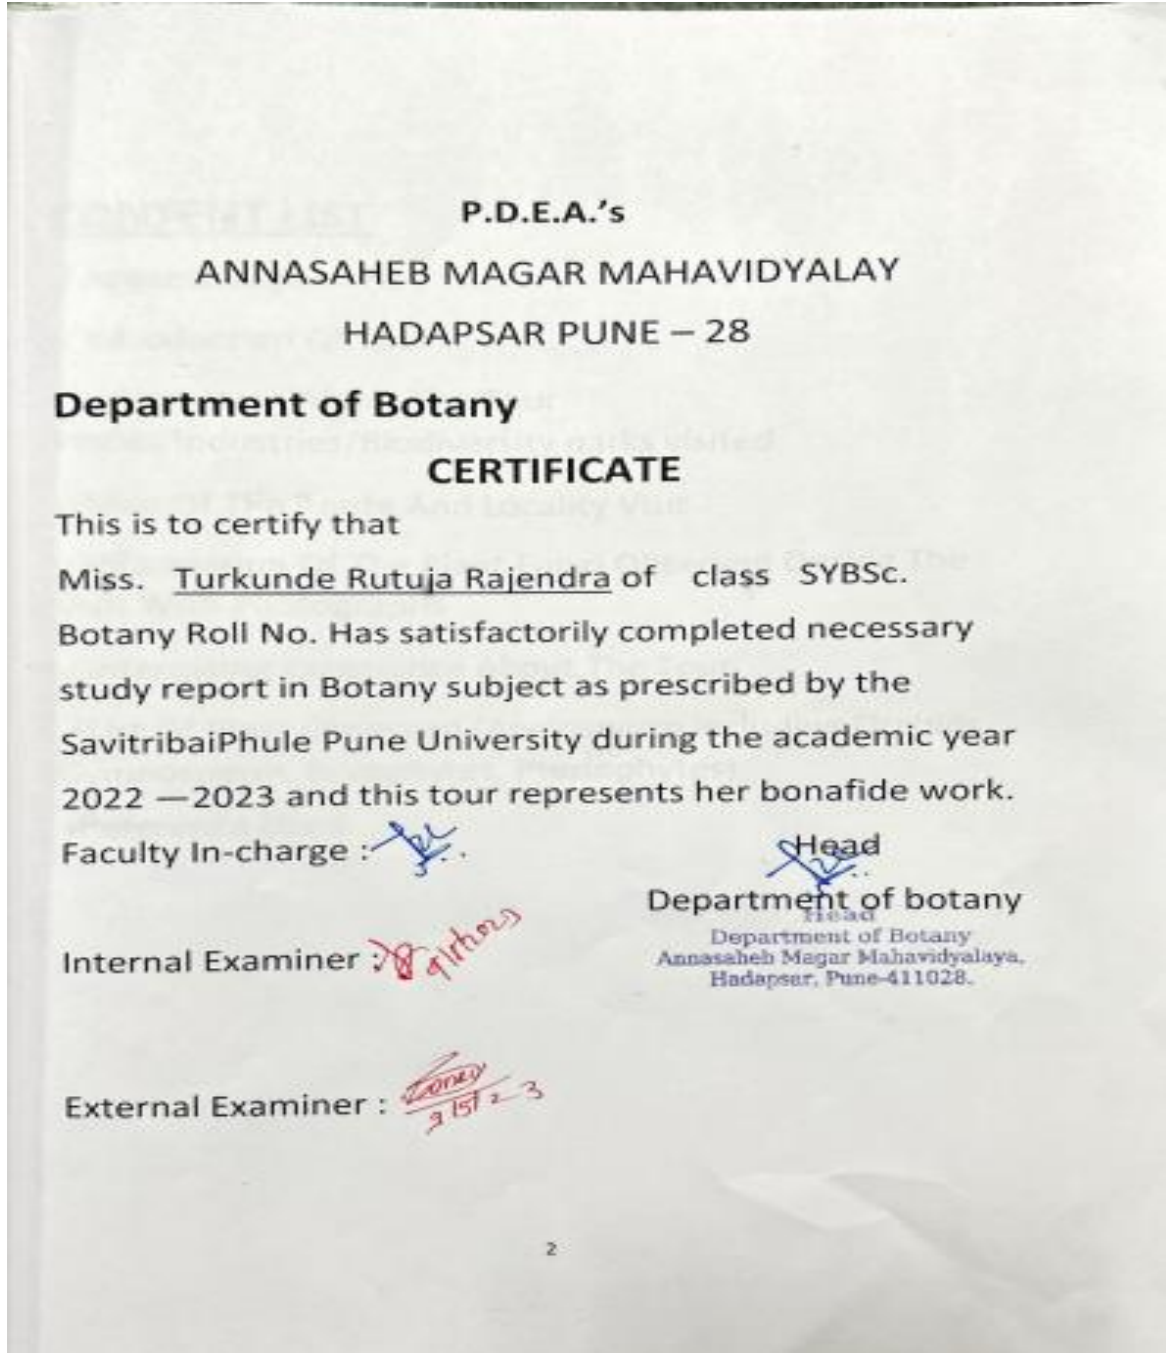 P.D.E.A.'s
ANNASAHEB MAGAR MAHAVIDYALAY
HADAPSAR PUNE – 28
Department of Botany
CERTIFICATE
This is to certify that
Miss. Turkunde Rutuja Rajendra of class SYBSc.
Botany Roll No. Has satisfactorily completed necessary
study report in Botany subject as prescribed by the
SavitribaiPhule Pune University during the academic year
2022 —2023 and this tour represents her bonafide work.
Faculty In-charge :
Head
Department of botany
Head
Department of Botany
Annasaheb Magar Mahavidyalaya,
Hadapsar, Pune-411028.
Internal Examiner :
External Examiner :
9/5/23
2